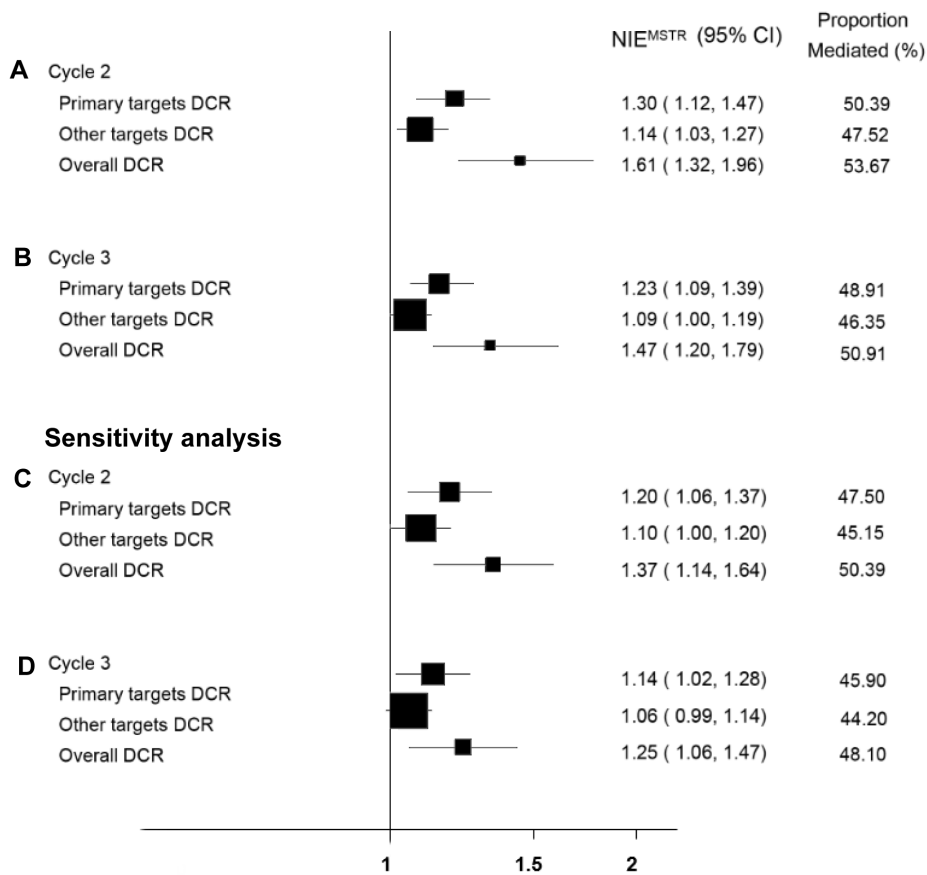 NIEMSTR (95% CI) Proportion
Mediated (%)
A Cycle 2
Primary targets DCR 1.30 ( 1.12, 1.47) 50.39
Other targets DCR 1.14 ( 1.03, 1.27) 47.52
Overall DCR 1.61 ( 1.32, 1.96) 53.67
B Cycle 3
Primary targets DCR 1.23 ( 1.09, 1.39) 48.91
Other targets DCR 1.09 ( 1.00, 1.19) 46.35
Overall DCR 1.47 ( 1.20, 1.79) 50.91
Sensitivity analysis
C Cycle 2
Primary targets DCR 1.20 ( 1.06, 1.37) 47.50
Other targets DCR 1.10 ( 1.00, 1.20) 45.15
Overall DCR 1.37 ( 1.14, 1.64) 50.39
D Cycle 3
Primary targets DCR 1.14 ( 1.02, 1.28) 45.90
Other targets DCR 1.06 ( 0.99, 1.14) 44.20
Overall DCR 1.25 ( 1.06, 1.47) 48.10
1 1.5 2